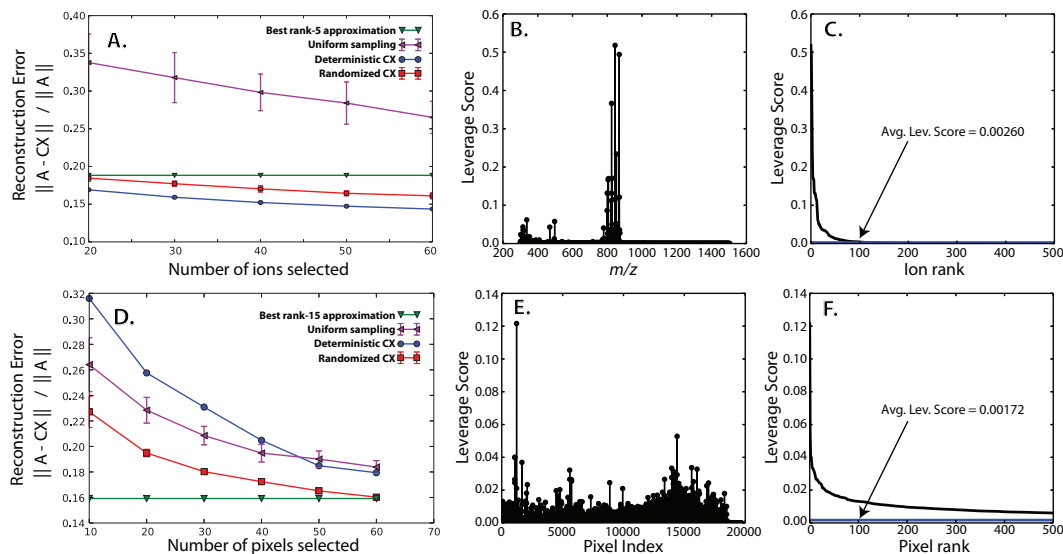 A.
Best rank-5 approximation
Uniform sampling
Deterministic CX
Randomized CX
Reconstruction Error
|| A - CX || / || A ||
0.40
0.35
0.30
0.25
0.20
0.15
0.10
20 30 40 50 60
Number of ions selected
B.
Leverage Score
0.6
0.5
0.4
0.3
0.2
0.1
0.0
200 400 600 800 1000 1200 1400 1600
m/z
C.
Leverage Score
0.6
0.5
0.4
0.3
0.2
0.1
0.0
Avg. Lev. Score = 0.00260
0 100 200 300 400 500
Ion rank
D.
Best rank-15 approximation
Uniform sampling
Deterministic CX
Randomized CX
Reconstruction Error
|| A - CX || / || A ||
0.32
0.30
0.28
0.26
0.24
0.22
0.20
0.18
0.16
0.14
10 20 30 40 50 60 70
Number of pixels selected
E.
Leverage Score
0.14
0.12
0.10
0.08
0.06
0.04
0.02
0.00
0 5000 10000 15000 20000
Pixel Index
F.
Leverage Score
0.14
0.12
0.10
0.08
0.06
0.04
0.02
0.00
Avg. Lev. Score = 0.00172
0 100 200 300 400 500
Pixel rank